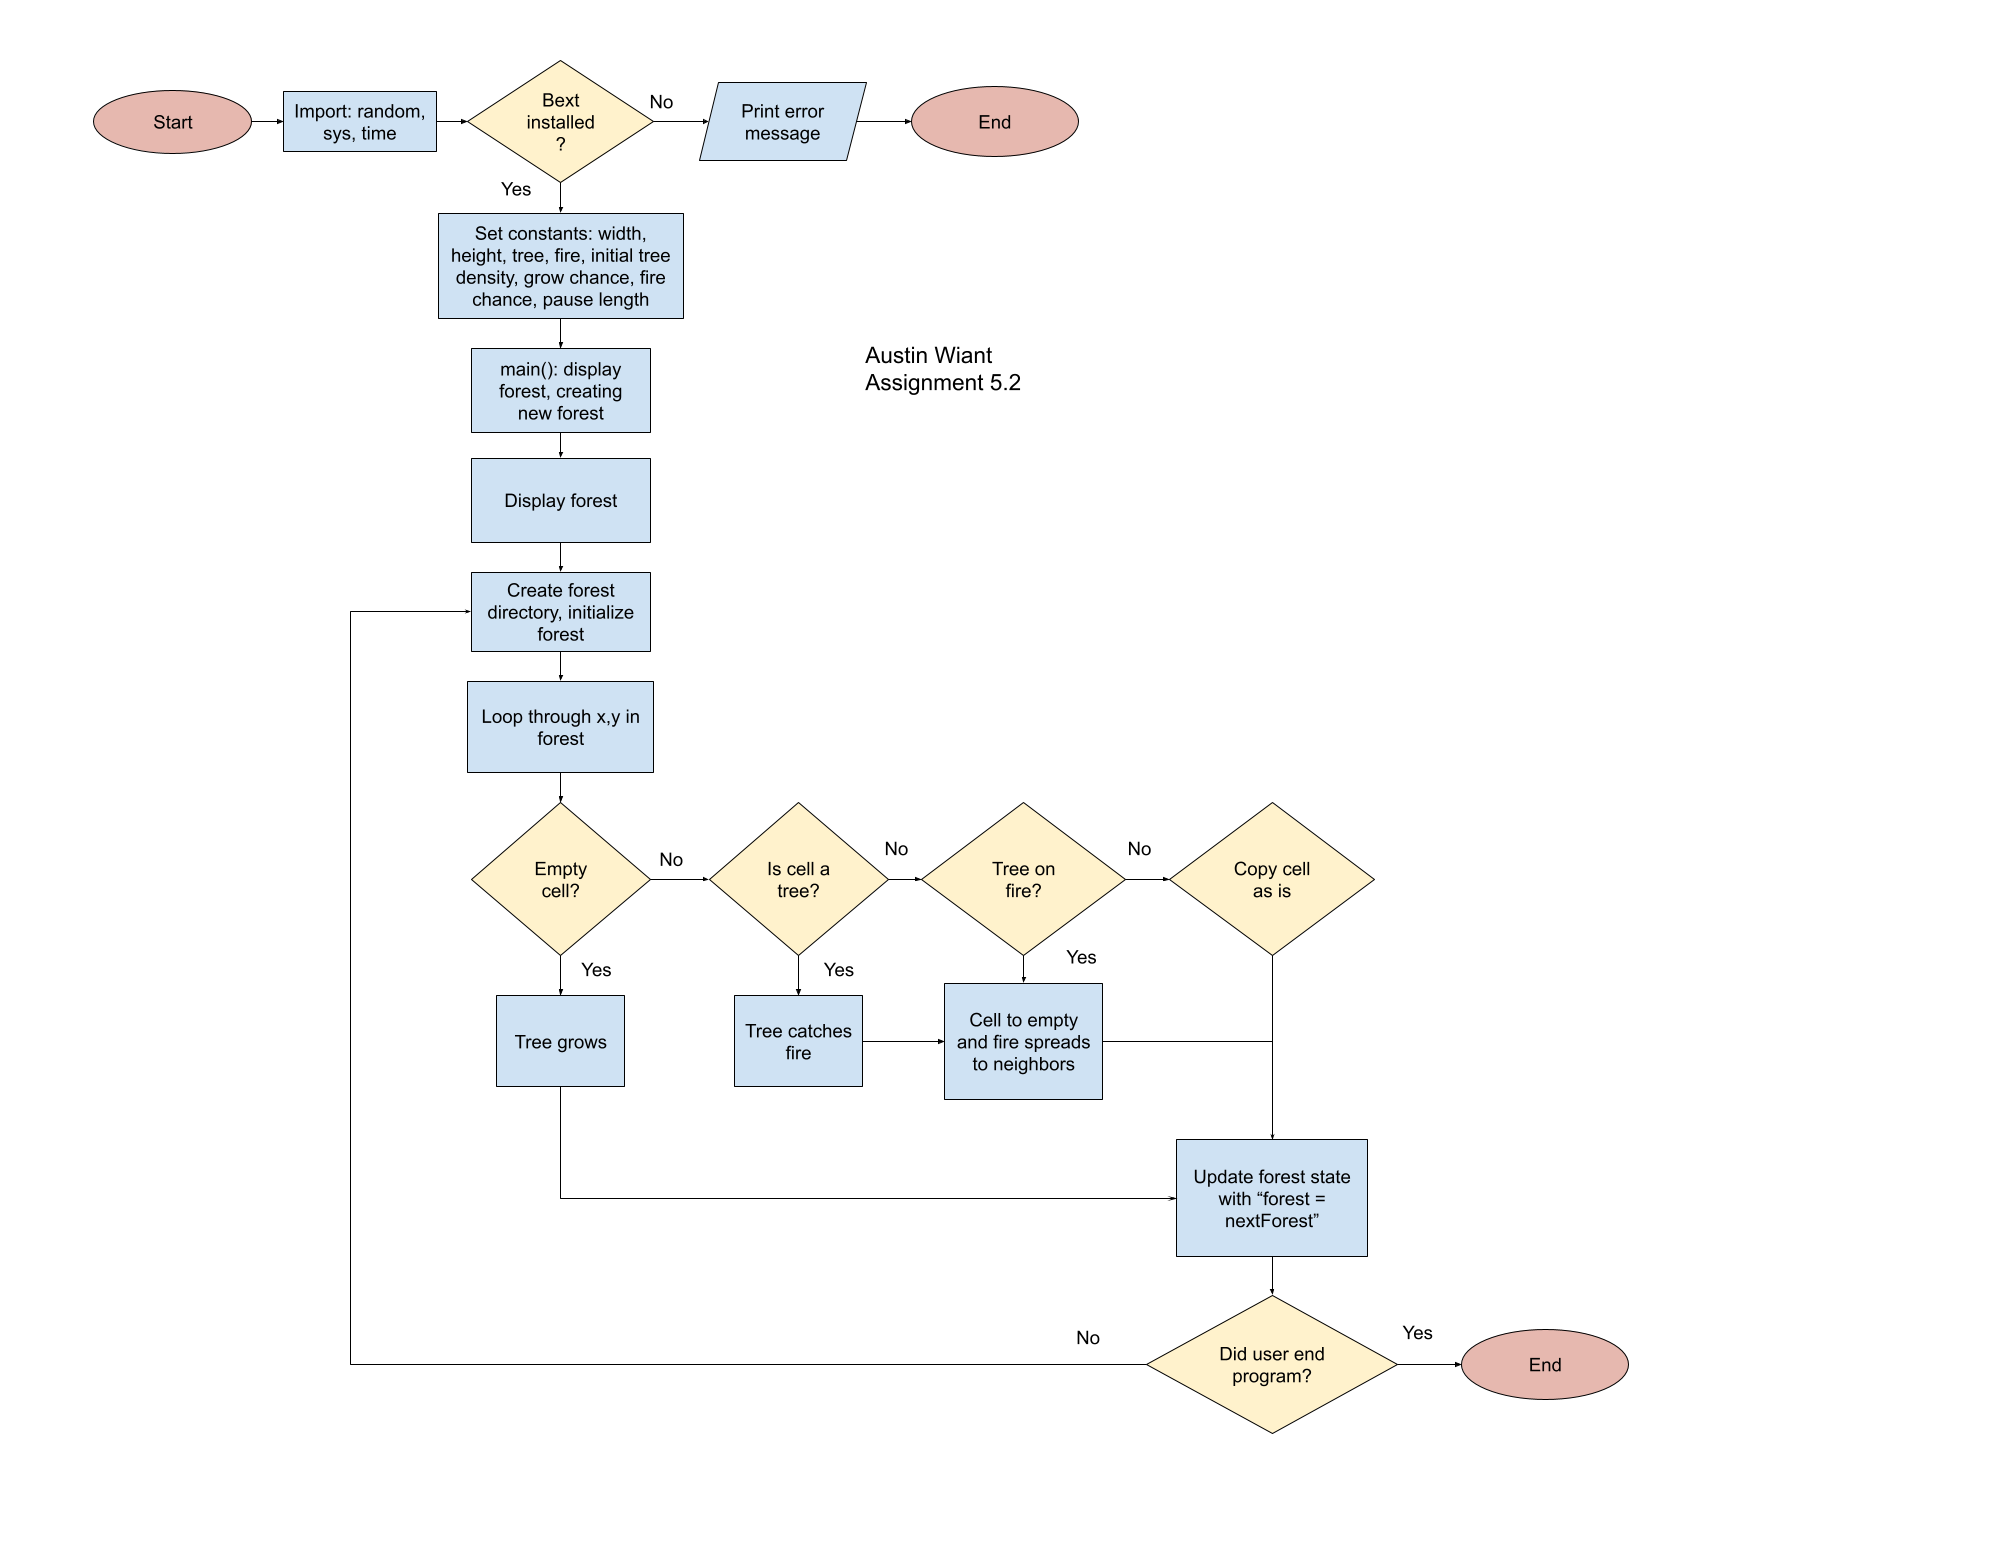 Start
Import: random,
sys, time
Bext
installed
?
No
Print error
message
End
Yes
Set constants: width,
height, tree, fire, initial tree
density, grow chance, fire
chance, pause length
main(): display
forest, creating
new forest
Austin Wiant
Assignment 5.2
Display forest
Create forest
directory, initialize
forest
Loop through x,y in
forest
Empty
cell?
No
Is cell a
tree?
No
Tree on
fire?
No
Copy cell
as is
Yes
Yes
Yes
Tree grows
Tree catches
fire
Cell to empty
and fire spreads
to neighbors
Update forest state
with “forest =
nextForest”
No
Did user end
program?
Yes
End